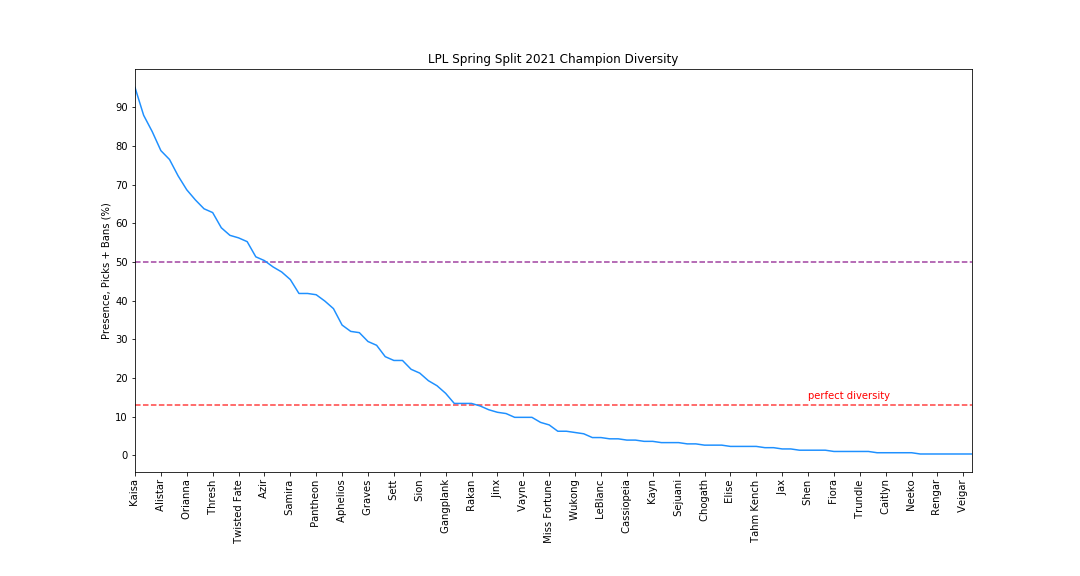 LPL Spring Split 2021 Champion Diversity
Presence, Picks + Bans (%)
90
80
70
60
50
40
30
20
10
0
perfect diversity
Kaisa
Alistar
Orianna
Thresh
Twisted Fate
Azir
Samira
Pantheon
Aphelios
Graves
Sett
Sion
Gangplank
Rakan
Jinx
Vayne
Miss Fortune
Wukong
LeBlanc
Cassiopeia
Kayn
Sejuani
Chogath
Elise
Tahm Kench
Jax
Shen
Fiora
Trundle
Caitlyn
Neeko
Rengar
Veigar